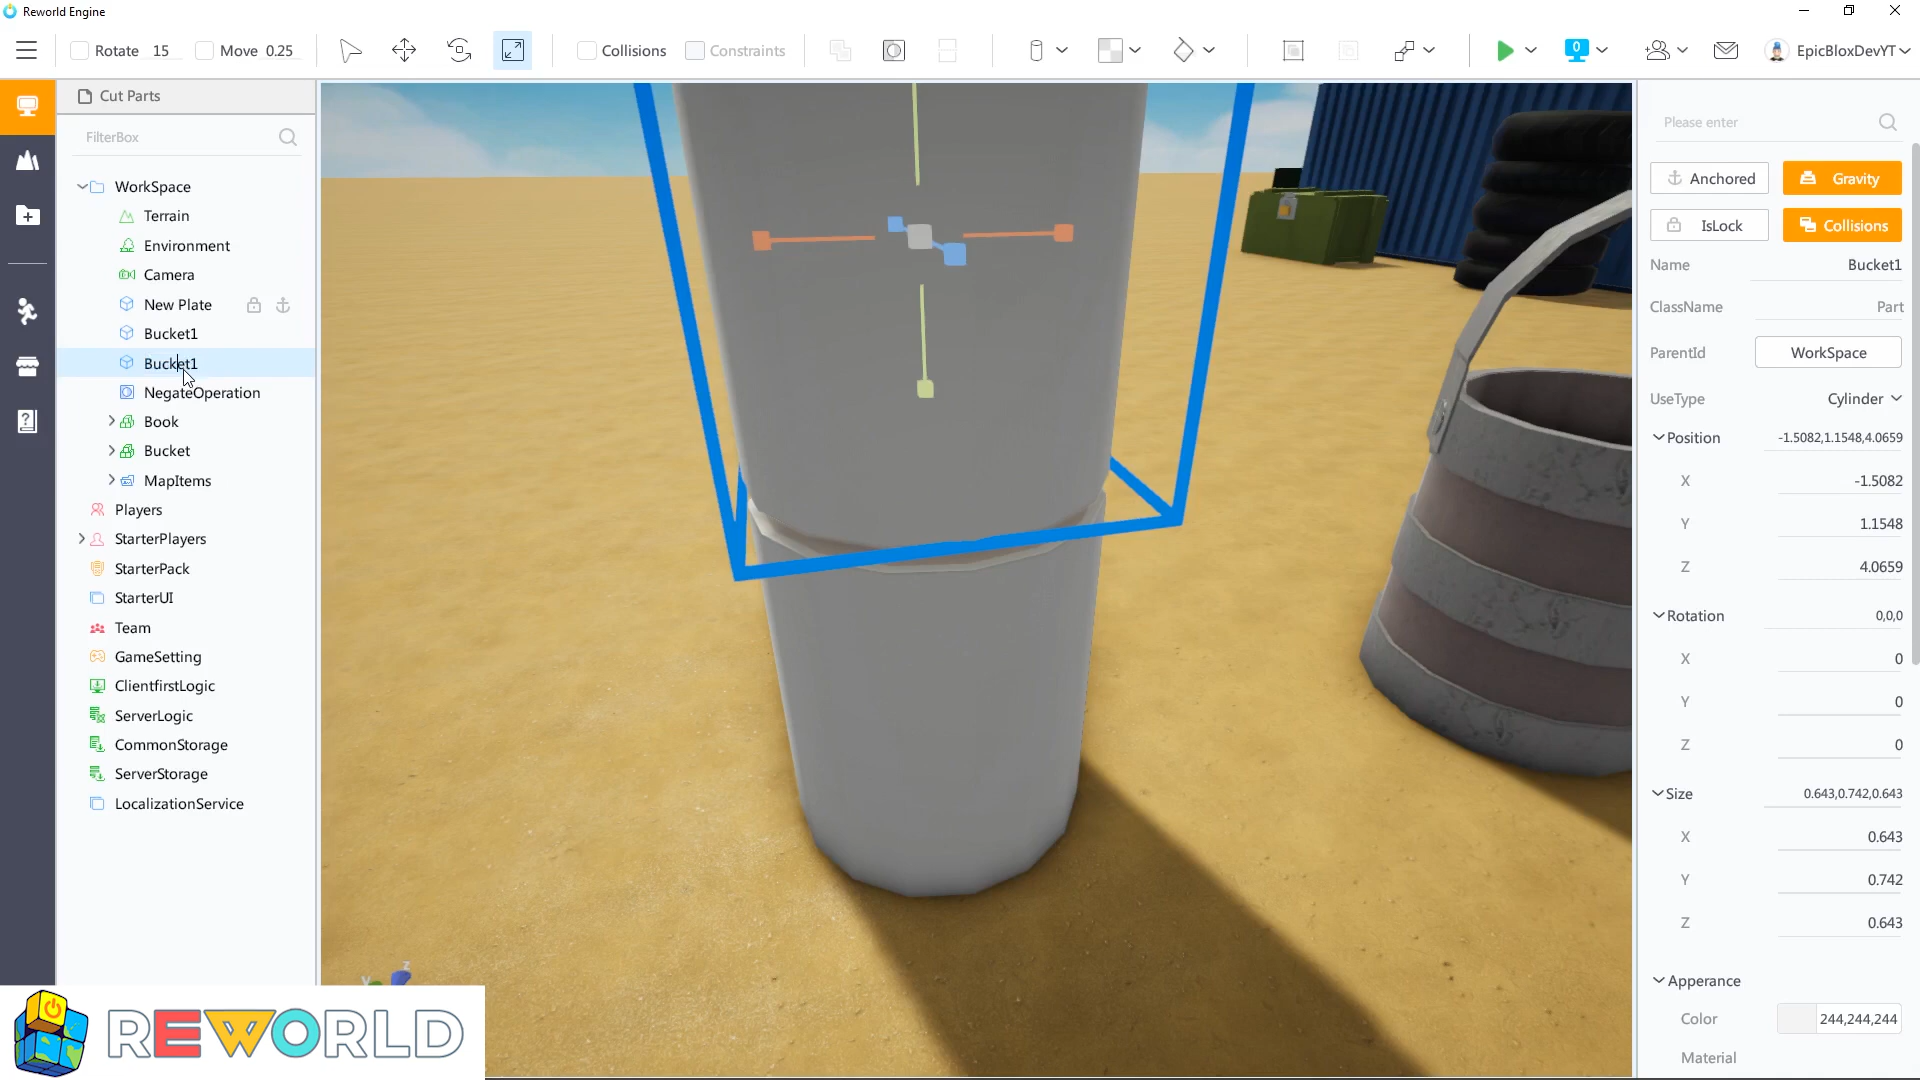 Reworld Engine
Rotate 15 Move 0.25 Collisions Constraints 0 EpicBloxDevYT
Cut Parts
FilterBox
WorkSpace
Terrain
Environment
Camera
New Plate
Bucket1
Bucket1
NegateOperation
Book
Bucket
MapItems
Players
StarterPlayers
StarterPack
StarterUI
Team
GameSetting
ClientfirstLogic
ServerLogic
CommonStorage
ServerStorage
LocalizationService
Z
REWORLD
Please enter
Anchored Gravity
IsLock Collisions
Name Bucket1
ClassName Part
ParentId WorkSpace
UseType Cylinder
Position -1.5082,1.1548,4.0659
X -1.5082
Y 1.1548
Z 4.0659
Rotation 0,0,0
X 0
Y 0
Z 0
Size 0.643,0.742,0.643
X 0.643
Y 0.742
Z 0.643
Apperance
Color 244,244,244
Material